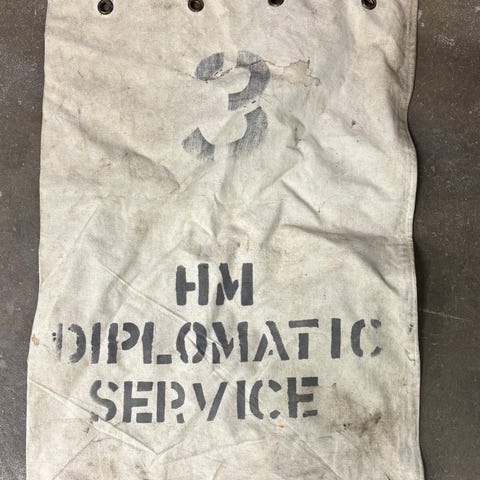 3
HM
DIPLOMATIC
SERVICE